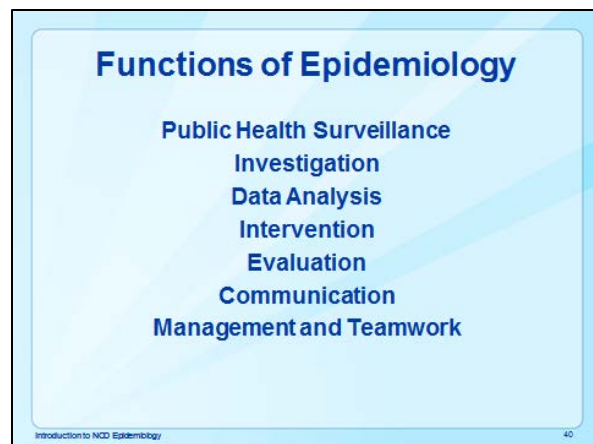 Functions of Epidemiology
Public Health Surveillance
Investigation
Data Analysis
Intervention
Evaluation
Communication
Management and Teamwork
Introduction to NCD Epidemiology
40